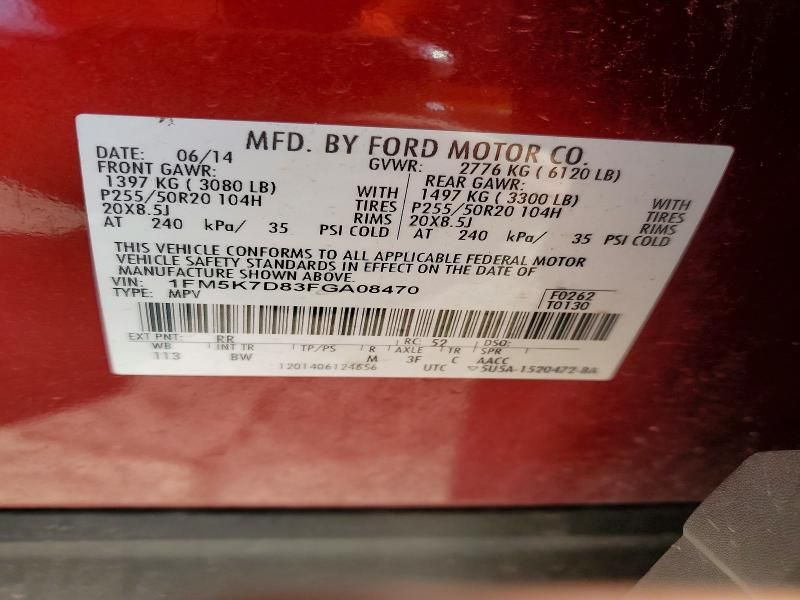 MFD. BY FORD MOTOR CO.
DATE: 06/14 GVWR: 2776 KG ( 6120 LB)
FRONT GAWR: REAR GAWR:
1397 KG ( 3080 LB) WITH 1497 KG ( 3300 LB) WITH
P255/50R20 104H TIRES P255/50R20 104H TIRES
20X8.5J RIMS 20X8.5J RIMS
AT 240 kPa/ 35 PSI COLD AT 240 kPa/ 35 PSI COLD
THIS VEHICLE CONFORMS TO ALL APPLICABLE FEDERAL MOTOR
VEHICLE SAFETY STANDARDS IN EFFECT ON THE DATE OF
MANUFACTURE SHOWN ABOVE.
VIN: 1FM5K7D83FGA08470 F0262
TYPE: MPV T0130
EXT PNT: RR RC: 52 DSO:
WB INT TR TP/PS R AXLE TR SPR
113 BW M 3F C AACC
1201406124656 UTC 5U5A-1520472-BA